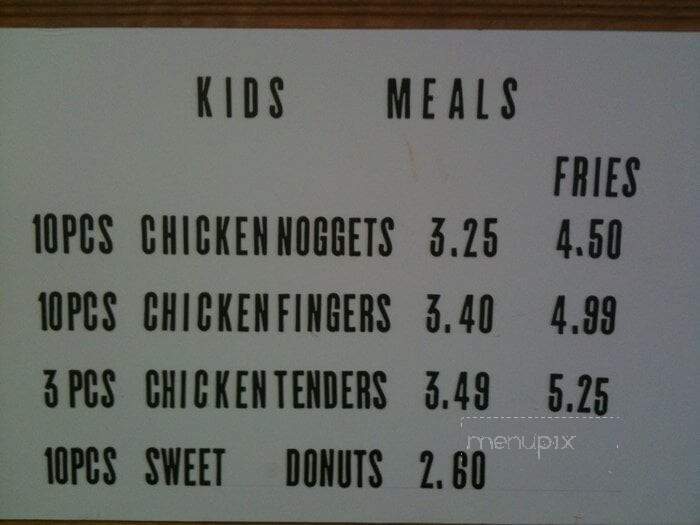 KIDS MEALS
FRIES
10PCS CHICKEN NOGGETS 3.25 4.50
10PCS CHICKEN FINGERS 3.40 4.99
3 PCS CHICKEN TENDERS 3.49 5.25
menupix
10PCS SWEET DONUTS 2.60